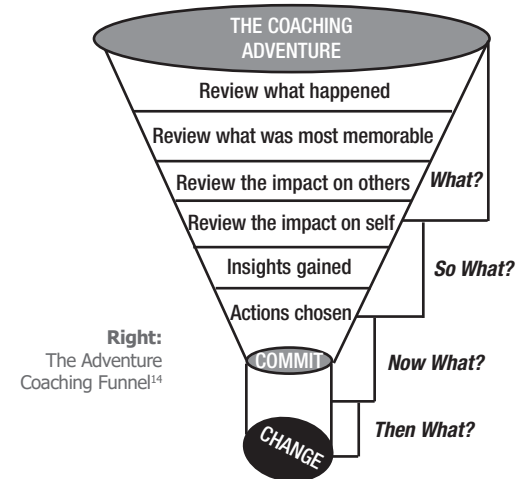 THE COACHING
ADVENTURE
Review what happened
Review what was most memorable
Review the impact on others
What?
Review the impact on self
Insights gained
So What?
Actions chosen
Right:
The Adventure
Coaching Funnel¹⁴
COMMIT
Now What?
Then What?
CHANGE